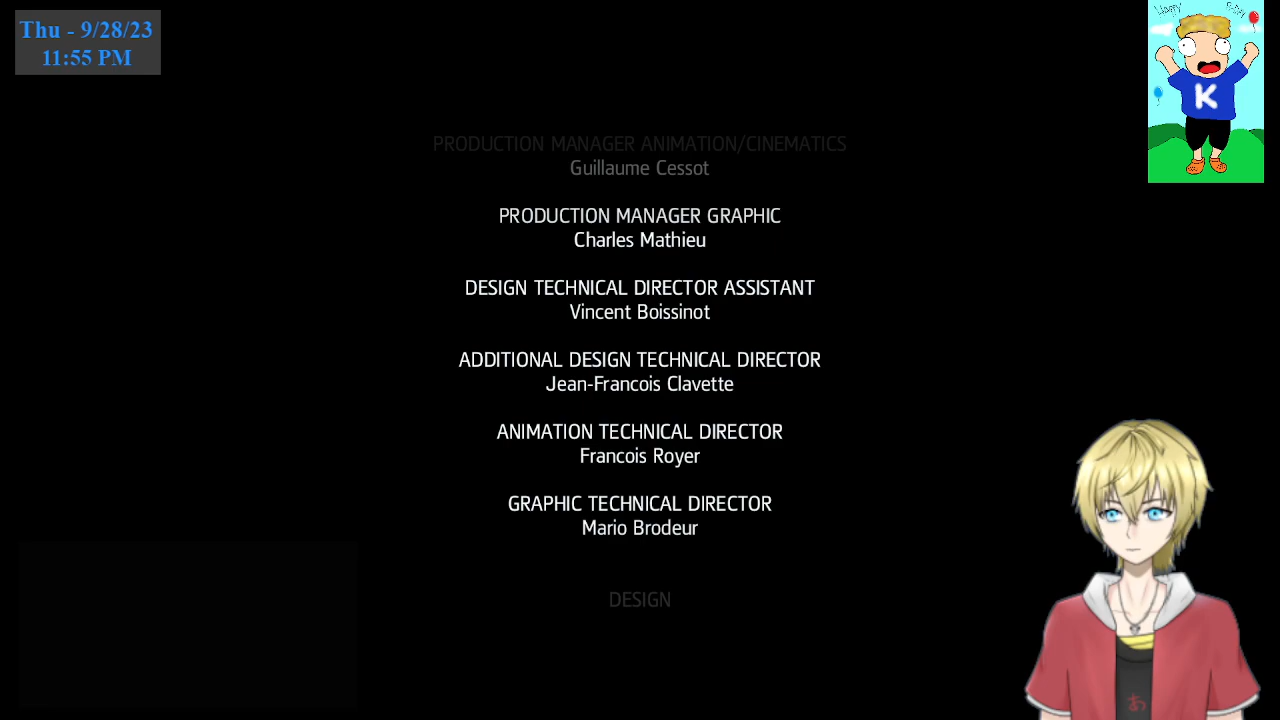 Thu - 9/28/23
11:55 PM
K
PRODUCTION MANAGER ANIMATION/CINEMATICS
Guillaume Cessot
PRODUCTION MANAGER GRAPHIC
Charles Mathieu
DESIGN TECHNICAL DIRECTOR ASSISTANT
Vincent Boissinot
ADDITIONAL DESIGN TECHNICAL DIRECTOR
Jean-Francois Clavette
ANIMATION TECHNICAL DIRECTOR
Francois Royer
GRAPHIC TECHNICAL DIRECTOR
Mario Brodeur
DESIGN
あ